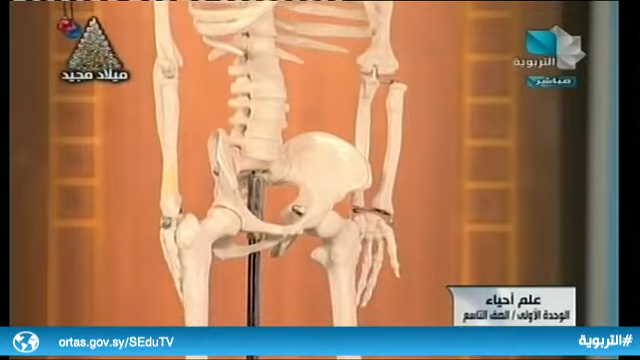 ميلاد مجيد
التربوية
مباشر
علم أحياء
الوحدة الأولى / الصف التاسع
ortas.gov.sy/SEduTV
#التربوية